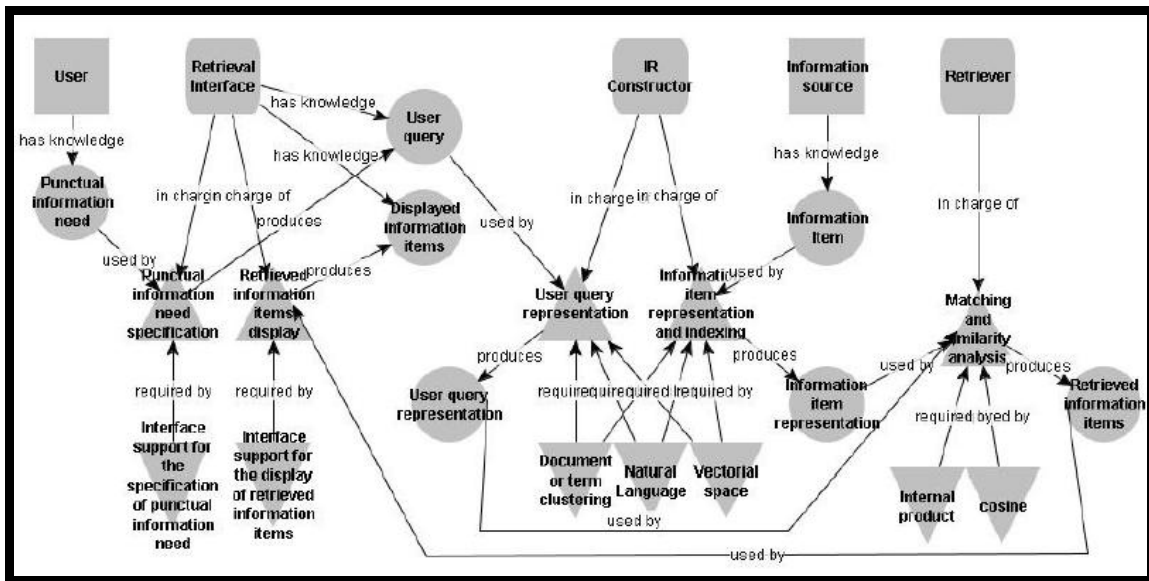 User
Retrieval
Interface
IR
Constructor
Information
source
Retriever
has knowledge
User
query
has knowledge
has knowledge
has knowledge
Punctual
information
need
in charge of
in charge of
produces
Displayed
information
items
used by
in charge of
in charge of
Information
Item
in charge of
used by
produces
used by
Punctual
information
need
specification
Retrieved
information
items
display
User query
representation
Information
item
representation
and indexing
Matching
and
similarity
analysis
produces
produces
used by
produces
required by
required by
User query
representation
required by
required by
Information
item
representation
Retrieved
information
items
required by
Interface
support for
the
specification
of punctual
information
need
Interface
support for
the display
of retrieved
information
items
Document
or term
clustering
Natural
Language
Vectorial
space
Internal
product
cosine
used by
used by